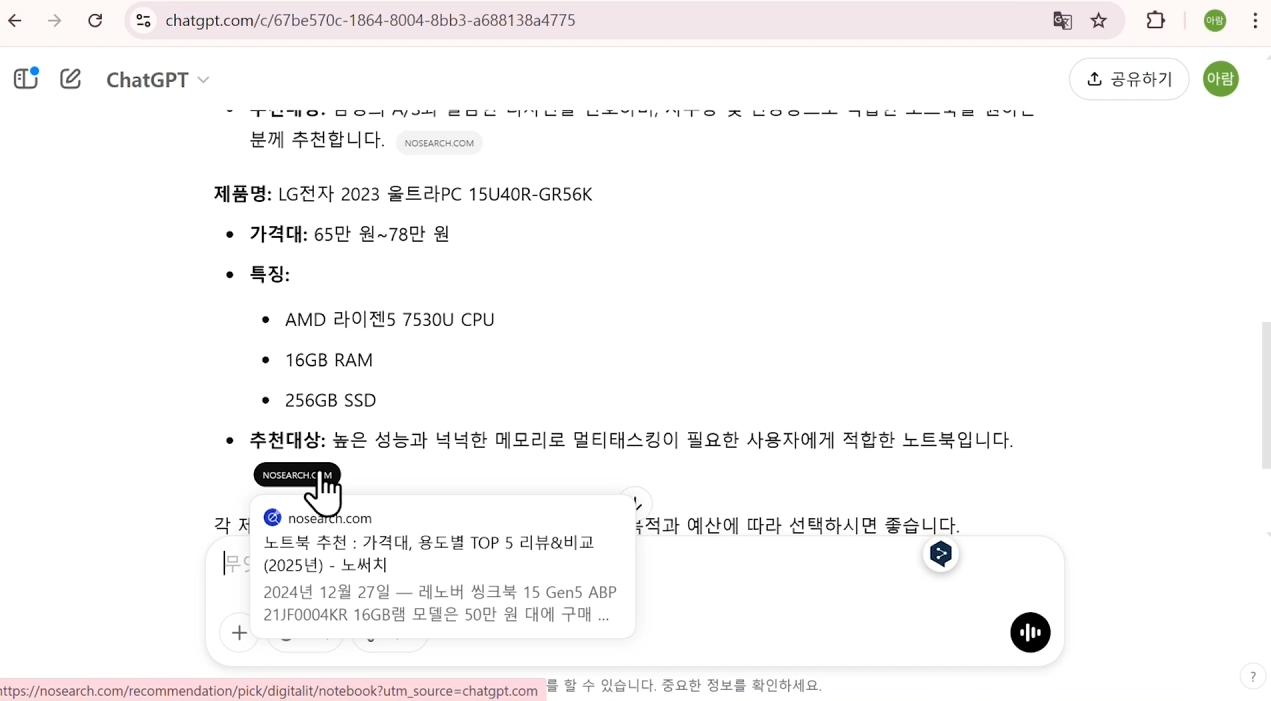 chatgpt.com/c/67be570c-1864-8004-8bb3-a688138a4775
아람
ChatGPT
공유하기
아람
분께 추천합니다. NOSEARCH.COM
제품명: LG전자 2023 울트라PC 15U40R-GR56K
가격대: 65만 원~78만 원
특징:
AMD 라이젠5 7530U CPU
16GB RAM
256GB SSD
추천대상: 높은 성능과 넉넉한 메모리로 멀티태스킹이 필요한 사용자에게 적합한 노트북입니다.
각 제 예산에 따라 선택하시면 좋습니다.
nosearch.com
노트북 추천 : 가격대, 용도별 TOP 5 리뷰&비교
(2025년) - 노써치
2024년 12월 27일 — 레노버 씽크북 15 Gen5 ABP
21JF0004KR 16GB램 모델은 50만 원 대에 구매 ...
https://nosearch.com/recommendation/pick/digitalit/notebook?utm_source=chatgpt.com
를 할 수 있습니다. 중요한 정보를 확인하세요.
?